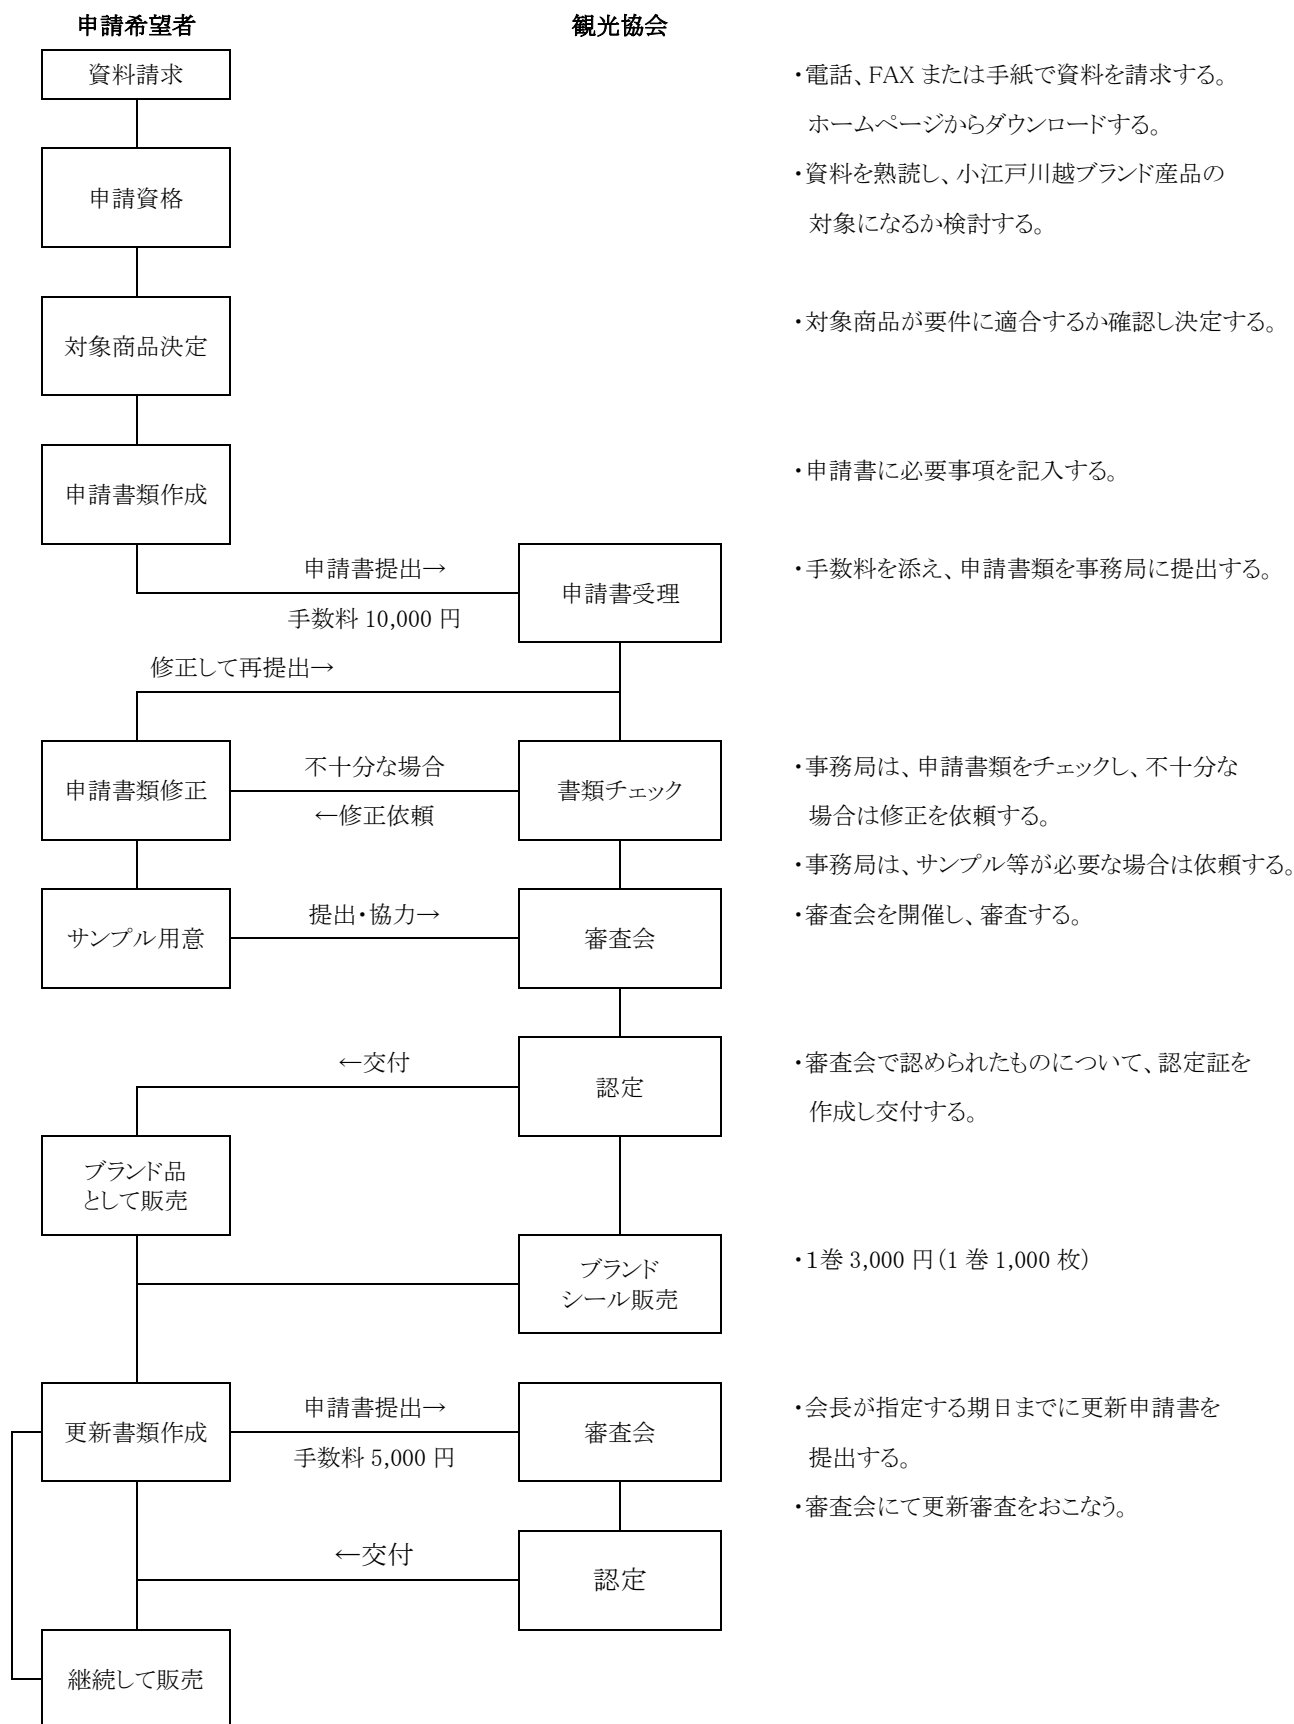 申請希望者
観光協会
資料請求
・電話、FAX または手紙で資料を請求する。
ホームページからダウンロードする。
申請資格
・資料を熟読し、小江戸川越ブランド産品の
対象になるか検討する。
対象商品決定
・対象商品が要件に適合するか確認し決定する。
申請書類作成
・申請書に必要事項を記入する。
申請書提出→
手数料 10,000 円
申請書受理
・手数料を添え、申請書類を事務局に提出する。
修正して再提出→
申請書類修正
不十分な場合
←修正依頼
書類チェック
・事務局は、申請書類をチェックし、不十分な
場合は修正を依頼する。
・事務局は、サンプル等が必要な場合は依頼する。
サンプル用意
提出・協力→
審査会
・審査会を開催し、審査する。
←交付
認定
・審査会で認められたものについて、認定証を
作成し交付する。
ブランド品
として販売
ブランド
シール販売
・1巻 3,000 円（1 巻 1,000 枚）
更新書類作成
申請書提出→
手数料 5,000 円
審査会
・会長が指定する期日までに更新申請書を
提出する。
・審査会にて更新審査をおこなう。
←交付
認定
継続して販売